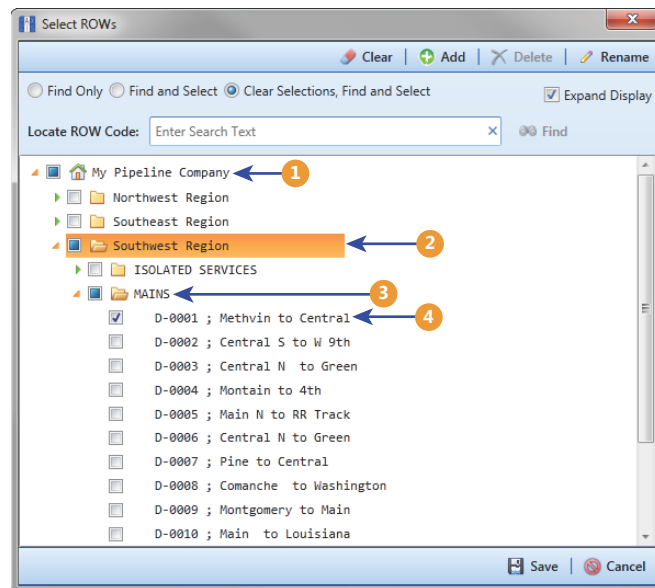 Select ROWs
Clear | Add | Delete | Rename
Find Only Find and Select Clear Selections, Find and Select Expand Display
Locate ROW Code: Enter Search Text Find
My Pipeline Company 1
Northwest Region
Southeast Region
Southwest Region 2
ISOLATED SERVICES
MAINS 3
D-0001 ; Methvin to Central 4
D-0002 ; Central S to W 9th
D-0003 ; Central N  to Green
D-0004 ; Montain to 4th
D-0005 ; Main N to RR Track
D-0006 ; Central N to Green
D-0007 ; Pine to Central
D-0008 ; Comanche  to Washington
D-0009 ; Montgomery to Main
D-0010 ; Main  to Louisiana
Save | Cancel